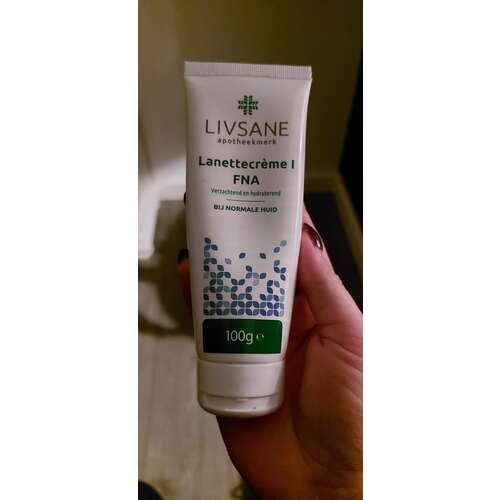 LIVSANE
apotheekmerk
Lanettecrème I
FNA
Verzachtend en hydraterend
BIJ NORMALE HUID
100g e